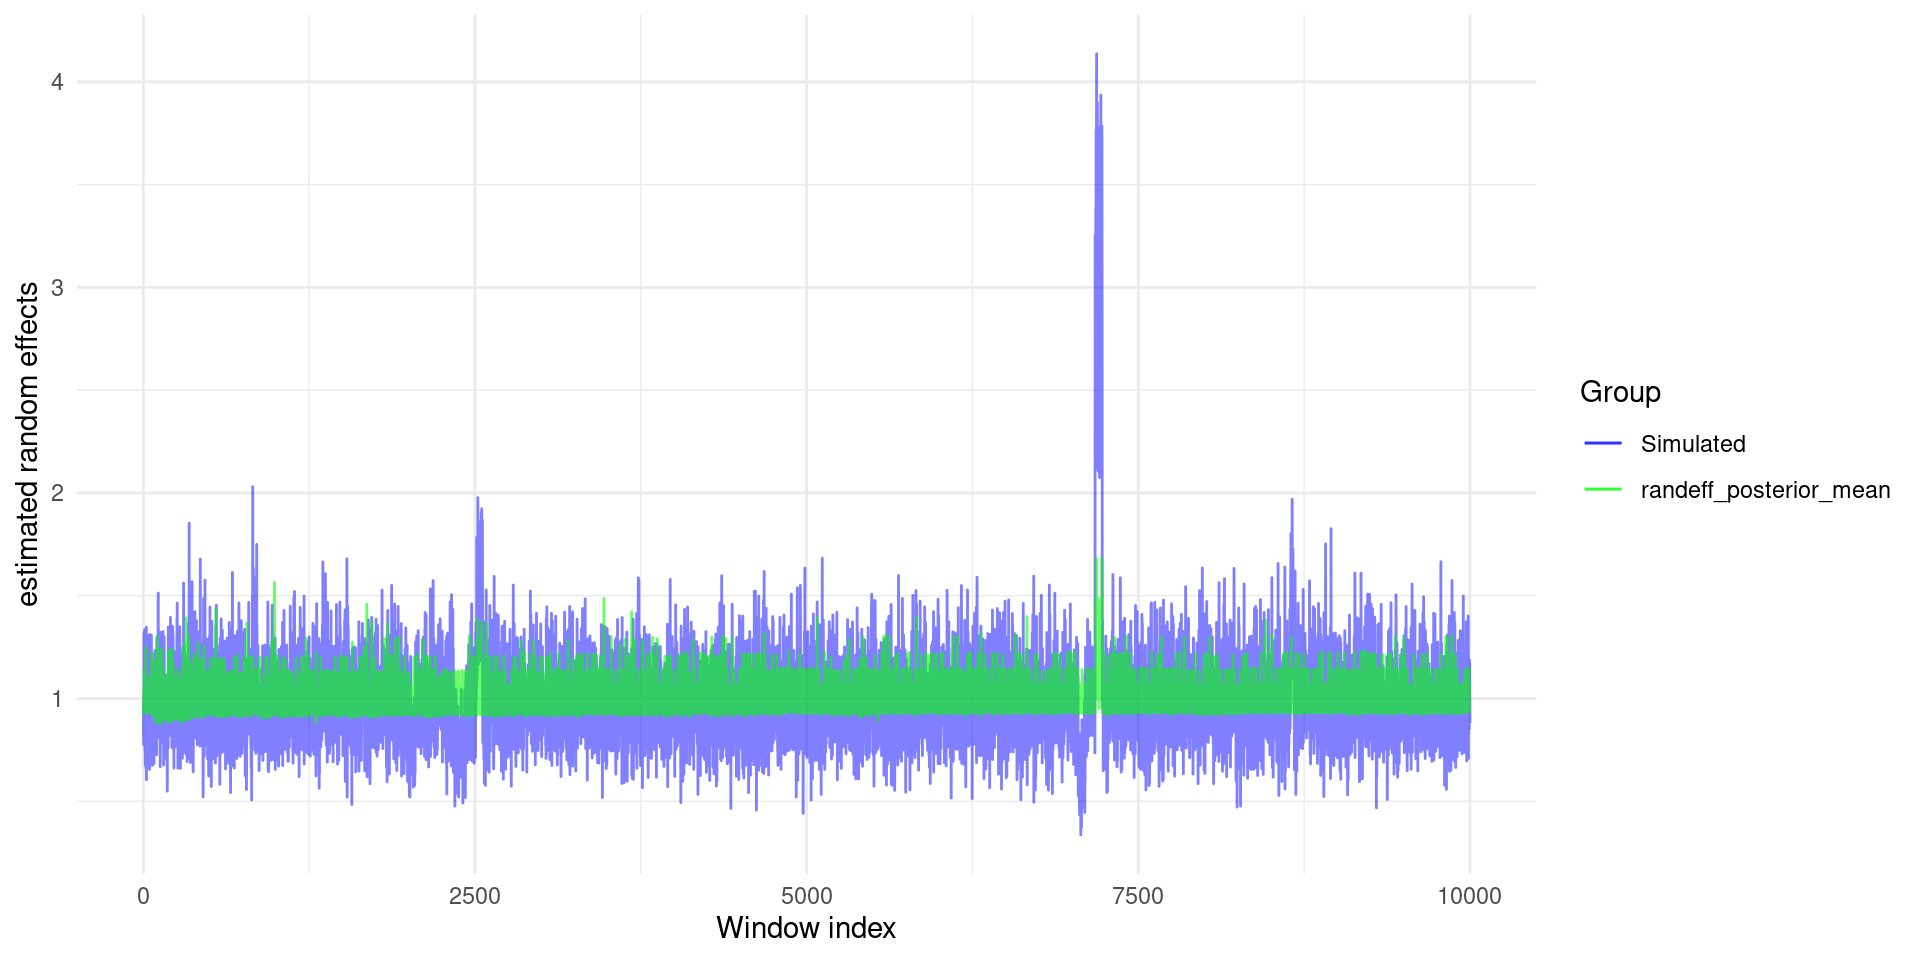 4
3
2
1
estimated random effects
0
2500
5000
7500
10000
Window index
Group
Simulated
randeff_posterior_mean